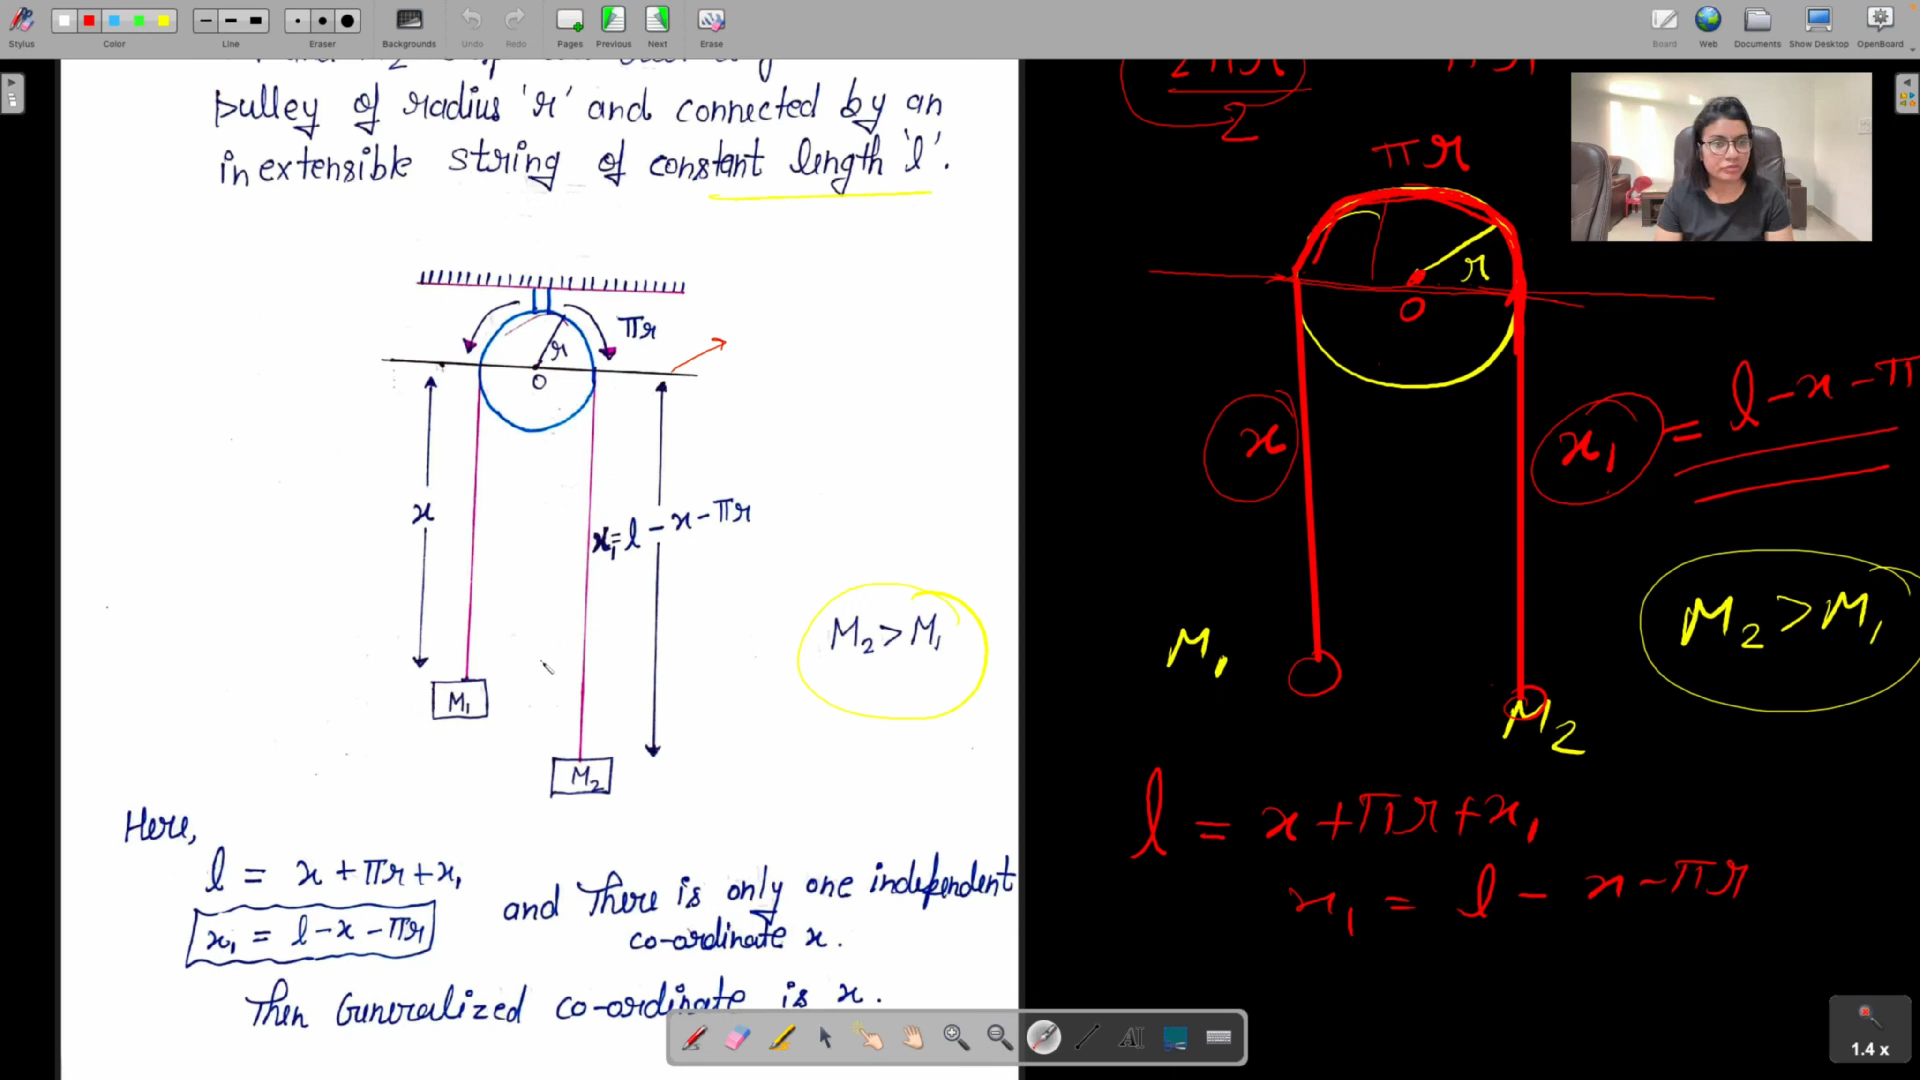 Stylus
Color
Line
Eraser
Backgrounds
Undo
Redo
Pages
Previous
Next
Erase
Board
Web
Documents
Show Desktop
OpenBoard
pulley of radius 'r' and connected by an
inextensible string of constant length 'l'.
πr
r
O
x
x₁=l-x-πr
M₂>M₁
M₁
M₂
Here,
l = x+πr+x₁
x₁ = l-x-πr
and There is only one independent
co-ordinate x.
Then Generalized co-ordinate is x.
2πr
2
πr
πr
r
O
x
x₁ = l-x-π
M₂>M₁
M₁
M₂
l = x+πr+x₁
x₁ = l-x-πr
1.4 x